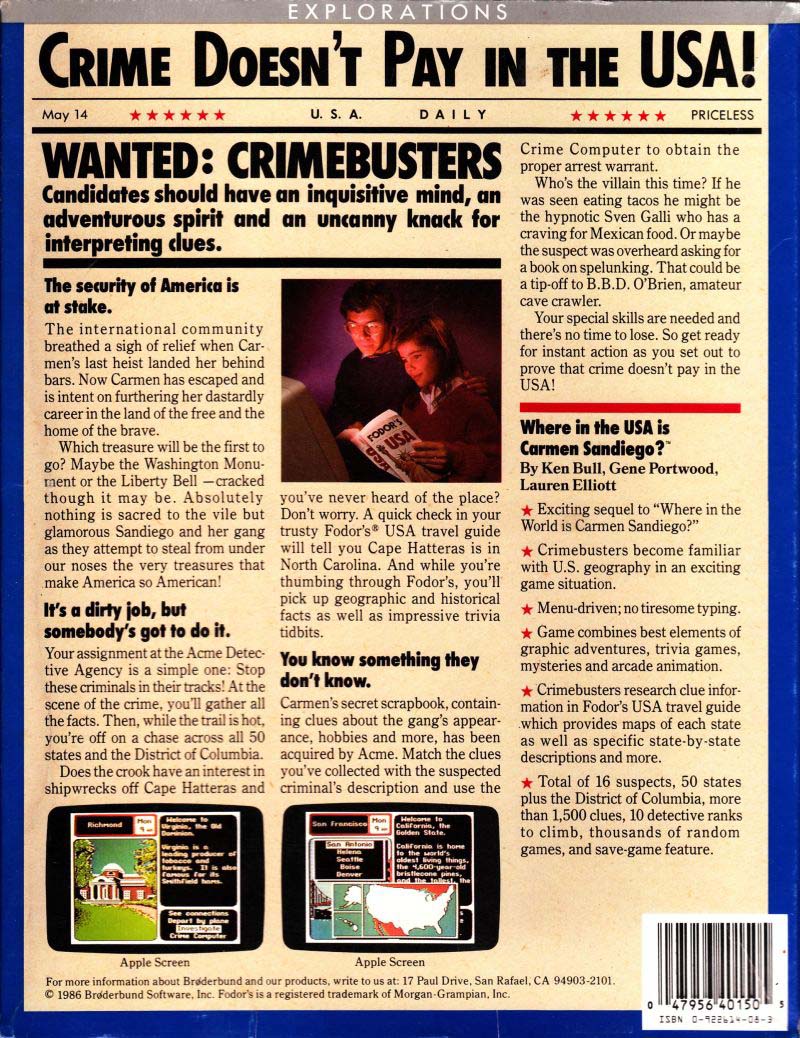 EXPLORATIONS
CRIME DOESN'T PAY IN THE USA!
May 14 ★★★★★★ U.S.A. DAILY ★★★★★★ PRICELESS
WANTED: CRIMEBUSTERS
Candidates should have an inquisitive mind, an
adventurous spirit and an uncanny knack for
interpreting clues.
The security of America is
at stake.
The international community
breathed a sigh of relief when Car-
men's last heist landed her behind
bars. Now Carmen has escaped and
is intent on furthering her dastardly
career in the land of the free and the
home of the brave.
Which treasure will be the first to
go? Maybe the Washington Monu-
ment or the Liberty Bell —cracked
though it may be. Absolutely
nothing is sacred to the vile but
glamorous Sandiego and her gang
as they attempt to steal from under
our noses the very treasures that
make America so American!
It's a dirty job, but
somebody's got to do it.
Your assignment at the Acme Detec-
tive Agency is a simple one: Stop
these criminals in their tracks! At the
scene of the crime, you'll gather all
the facts. Then, while the trail is hot,
you're off on a chase across all 50
states and the District of Columbia.
Does the crook have an interest in
shipwrecks off Cape Hatteras and
FODOR'S
USA
you've never heard of the place?
Don't worry. A quick check in your
trusty Fodor's® USA travel guide
will tell you Cape Hatteras is in
North Carolina. And while you're
thumbing through Fodor's, you'll
pick up geographic and historical
facts as well as impressive trivia
tidbits.
You know something they
don't know.
Carmen's secret scrapbook, contain-
ing clues about the gang's appear-
ance, hobbies and more, has been
acquired by Acme. Match the clues
you've collected with the suspected
criminal's description and use the
Crime Computer to obtain the
proper arrest warrant.
Who's the villain this time? If he
was seen eating tacos he might be
the hypnotic Sven Galli who has a
craving for Mexican food. Or maybe
the suspect was overheard asking for
a book on spelunking. That could be
a tip-off to B.B.D. O'Brien, amateur
cave crawler.
Your special skills are needed and
there's no time to lose. So get ready
for instant action as you set out to
prove that crime doesn't pay in the
USA!
Where in the USA is
Carmen Sandiego?™
By Ken Bull, Gene Portwood,
Lauren Elliott
★ Exciting sequel to "Where in the
World is Carmen Sandiego?"
★ Crimebusters become familiar
with U.S. geography in an exciting
game situation.
★ Menu-driven; no tiresome typing.
★ Game combines best elements of
graphic adventures, trivia games,
mysteries and arcade animation.
★ Crimebusters research clue infor-
mation in Fodor's USA travel guide
which provides maps of each state
as well as specific state-by-state
descriptions and more.
★ Total of 16 suspects, 50 states
plus the District of Columbia, more
than 1,500 clues, 10 detective ranks
to climb, thousands of random
games, and save-game feature.
Richmond
Mon
9 am
Welcome to
Virginia, the Old
Dominion.
Virginia is a
leading producer of
tobacco and
turkeys. It is also
famous for its
Smithfield hams.
See connections
Depart by plane
Investigate
Crime Computer
Apple Screen
San Francisco
Mon
9 am
San Antonio
Helena
Seattle
Boise
Denver
Welcome to
California, the
Golden State.
California is home
to the world's
oldest living things,
the 4,600-year-old
bristlecone pines,
and the tallest, the
Apple Screen
For more information about Brøderbund and our products, write to us at: 17 Paul Drive, San Rafael, CA 94903-2101.
© 1986 Brøderbund Software, Inc. Fodor's is a registered trademark of Morgan-Grampian, Inc.
0 47956 40150 5
ISBN 0-922614-08-3